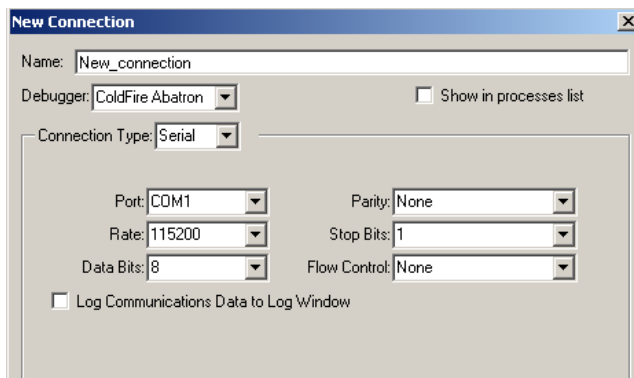 New Connection
Name: New_connection
Debugger: ColdFire Abatron
Show in processes list
Connection Type: Serial
Port: COM1
Parity: None
Rate: 115200
Stop Bits: 1
Data Bits: 8
Flow Control: None
Log Communications Data to Log Window